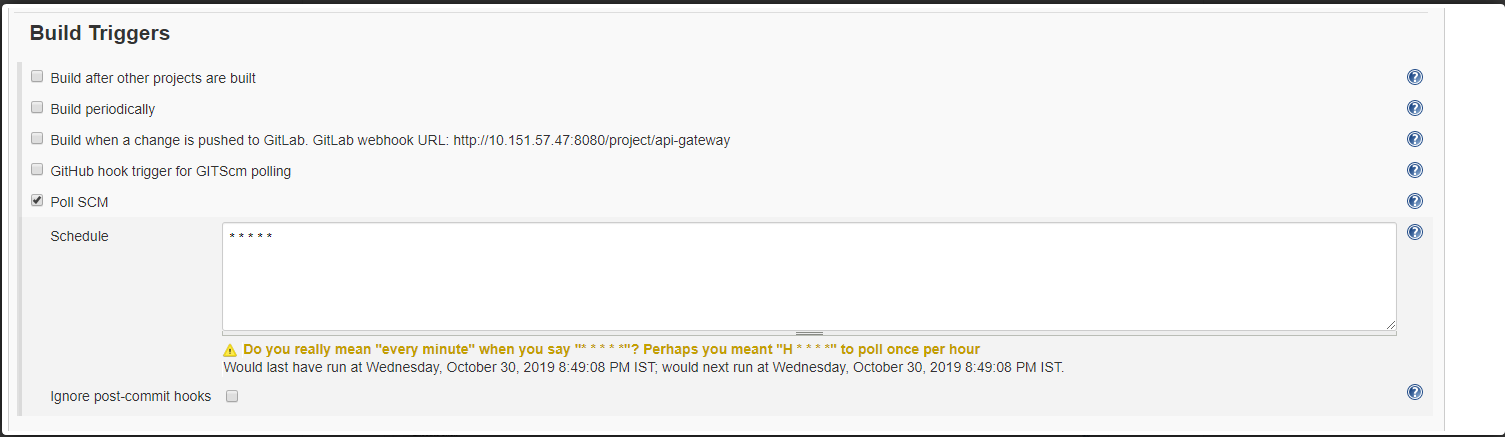 Build Triggers
Build after other projects are built
Build periodically
Build when a change is pushed to GitLab. GitLab webhook URL: http://10.151.57.47:8080/project/api-gateway
GitHub hook trigger for GITScm polling
Poll SCM
Schedule
* * * * *
Do you really mean "every minute" when you say "* * * * *"? Perhaps you meant "H * * * *" to poll once per hour
Would last have run at Wednesday, October 30, 2019 8:49:08 PM IST; would next run at Wednesday, October 30, 2019 8:49:08 PM IST.
Ignore post-commit hooks